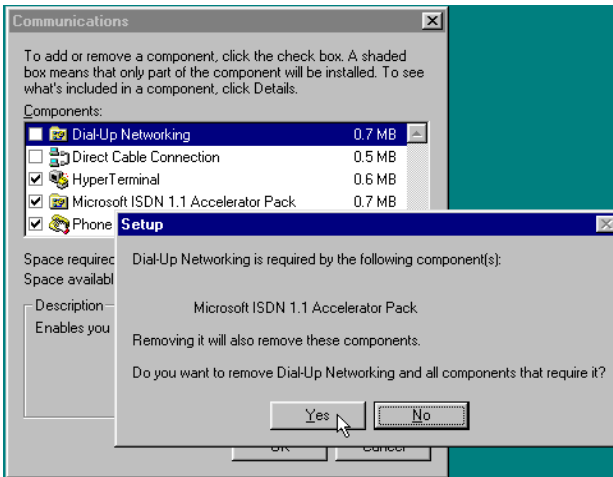 Communications
To add or remove a component, click the check box. A shaded
box means that only part of the component will be installed. To see
what's included in a component, click Details.
Components:
Dial-Up Networking 0.7 MB
Direct Cable Connection 0.5 MB
HyperTerminal 0.6 MB
Microsoft ISDN 1.1 Accelerator Pack 0.7 MB
Phone
Space required
Space availabl
Description
Enables you
Setup
Dial-Up Networking is required by the following component(s):
Microsoft ISDN 1.1 Accelerator Pack
Removing it will also remove these components.
Do you want to remove Dial-Up Networking and all components that require it?
Yes No
OK Cancel